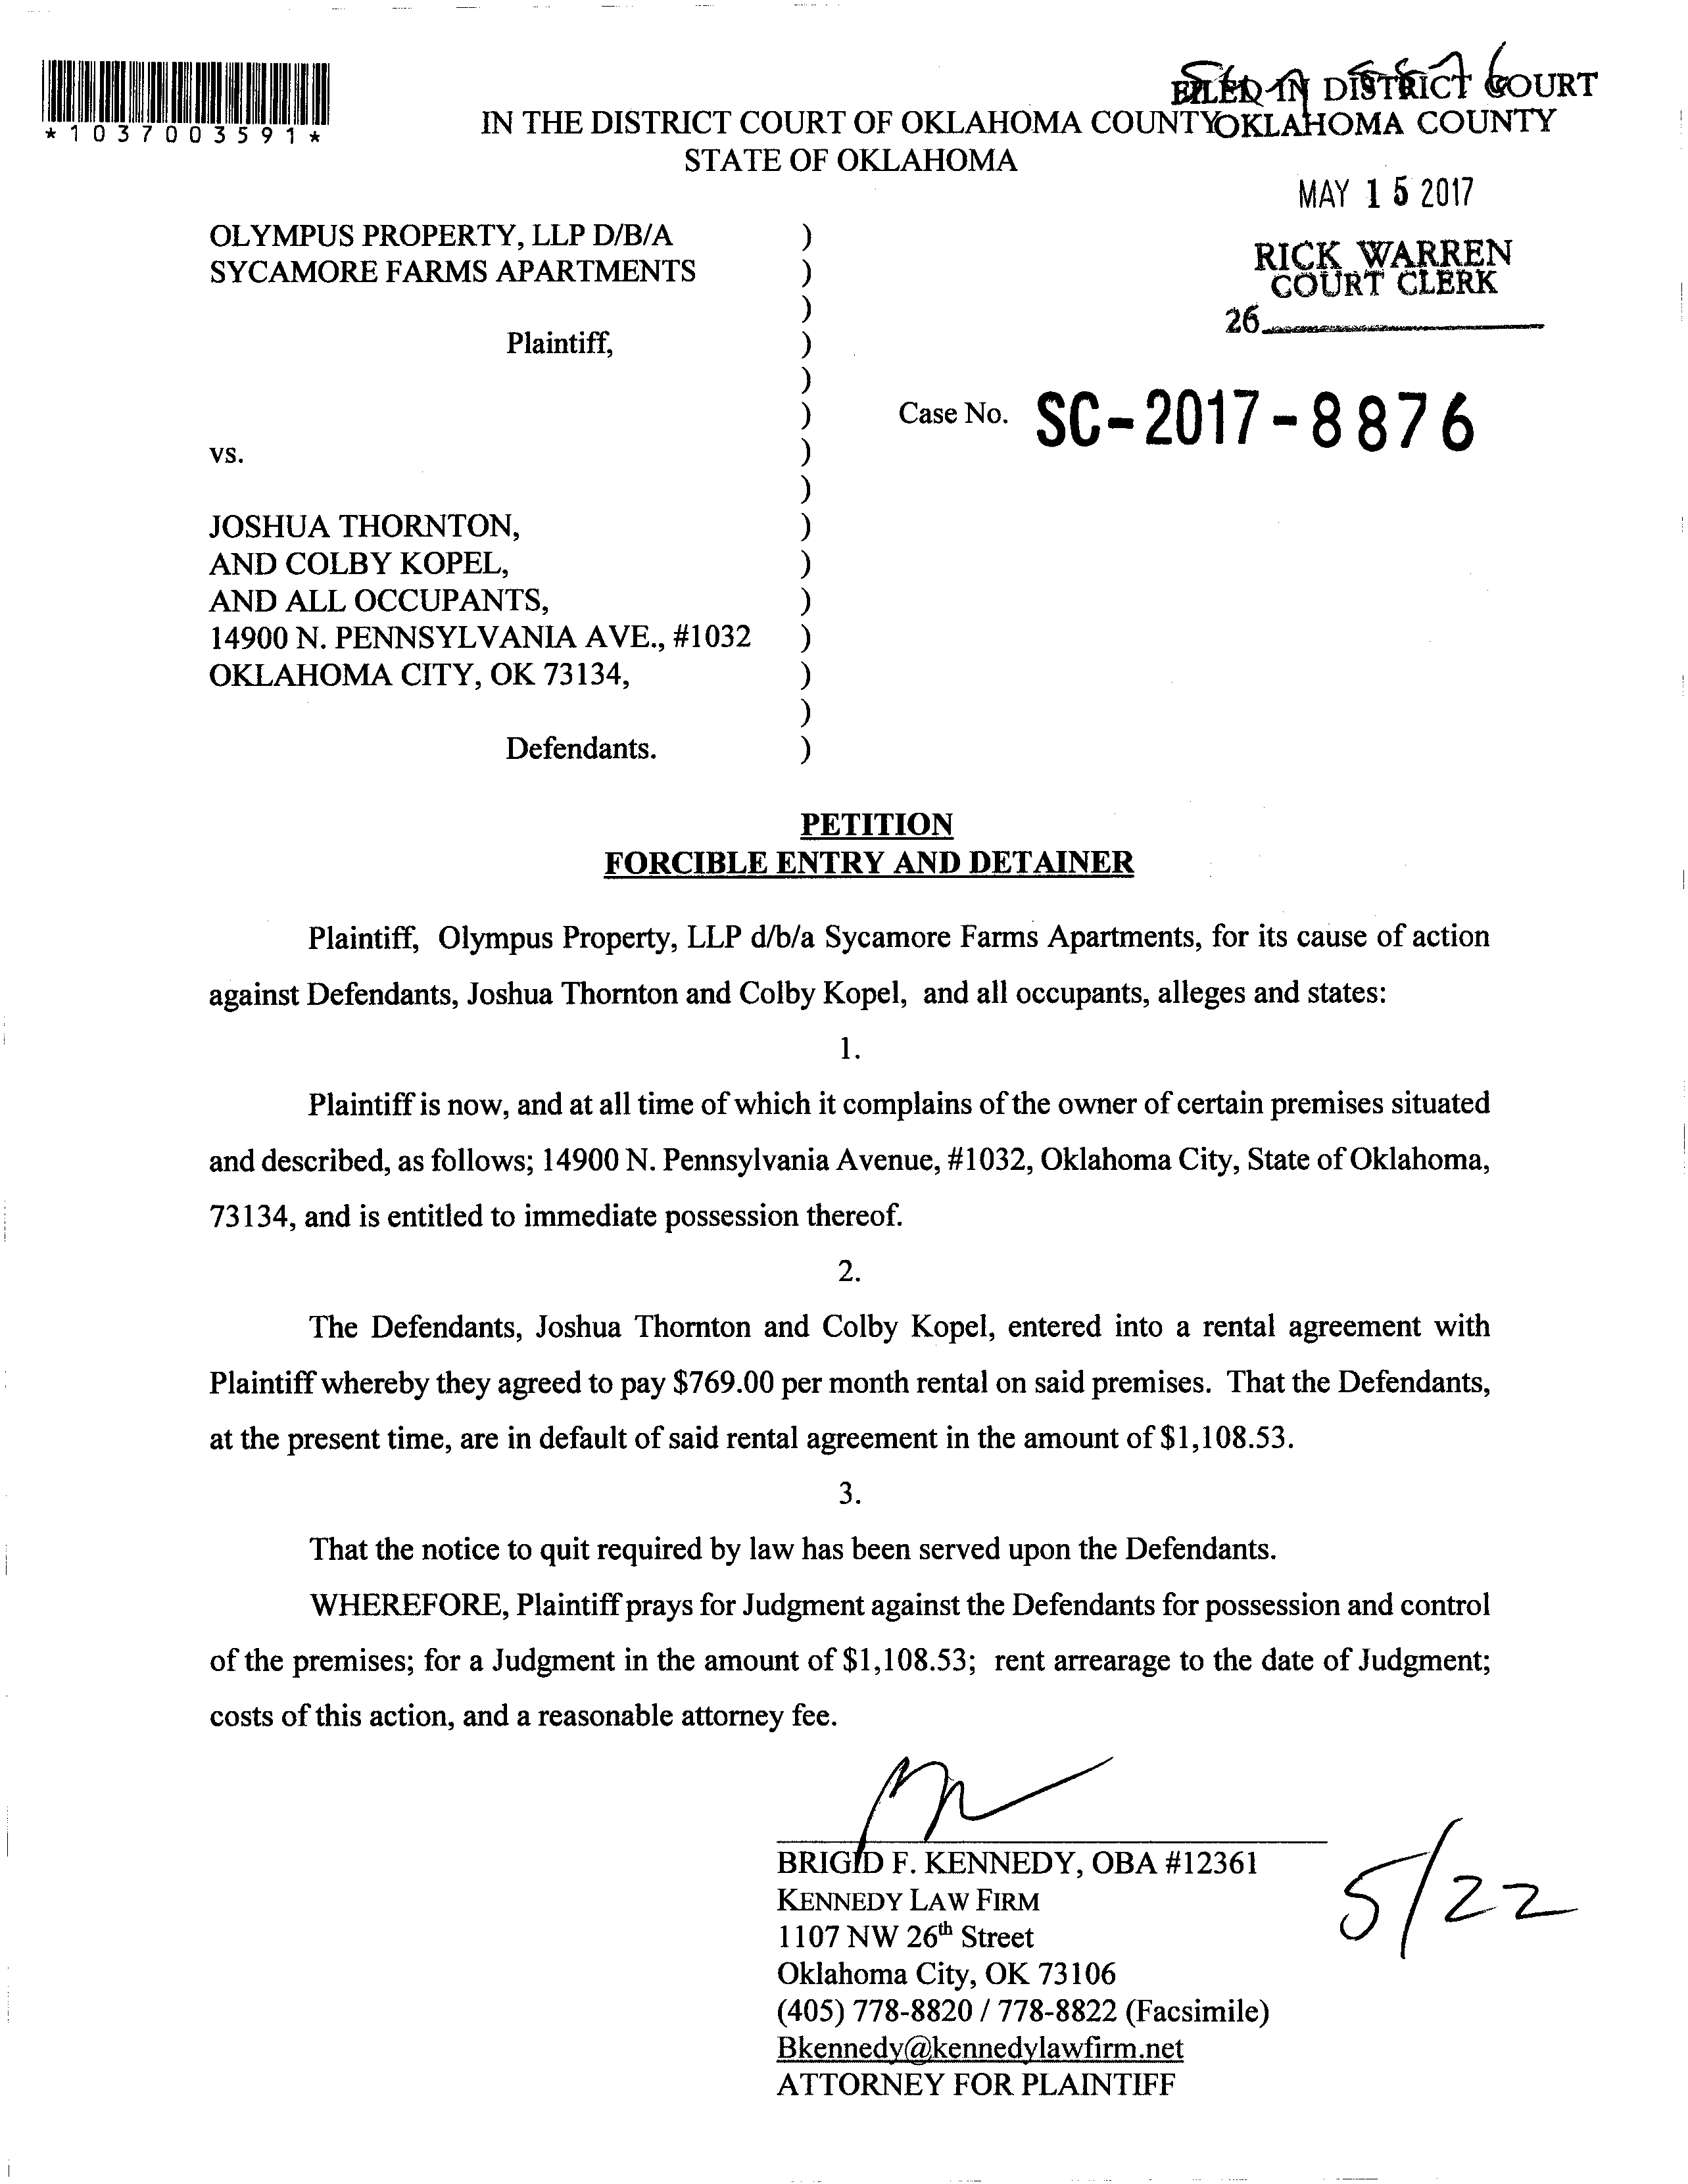 *1037003591*
FILED IN DISTRICT COURT
OKLAHOMA COUNTY
IN THE DISTRICT COURT OF OKLAHOMA COUNTY
STATE OF OKLAHOMA
MAY 15 2017
RICK WARREN
COURT CLERK
26
OLYMPUS PROPERTY, LLP D/B/A )
SYCAMORE FARMS APARTMENTS )
)
Plaintiff, )
)
) Case No. SC-2017-8876
vs. )
)
JOSHUA THORNTON, )
AND COLBY KOPEL, )
AND ALL OCCUPANTS, )
14900 N. PENNSYLVANIA AVE., #1032 )
OKLAHOMA CITY, OK 73134, )
)
Defendants. )
PETITION
FORCIBLE ENTRY AND DETAINER
Plaintiff, Olympus Property, LLP d/b/a Sycamore Farms Apartments, for its cause of action
against Defendants, Joshua Thornton and Colby Kopel, and all occupants, alleges and states:
1.
Plaintiff is now, and at all time of which it complains of the owner of certain premises situated
and described, as follows; 14900 N. Pennsylvania Avenue, #1032, Oklahoma City, State of Oklahoma,
73134, and is entitled to immediate possession thereof.
2.
The Defendants, Joshua Thornton and Colby Kopel, entered into a rental agreement with
Plaintiff whereby they agreed to pay $769.00 per month rental on said premises. That the Defendants,
at the present time, are in default of said rental agreement in the amount of $1,108.53.
3.
That the notice to quit required by law has been served upon the Defendants.
WHEREFORE, Plaintiff prays for Judgment against the Defendants for possession and control
of the premises; for a Judgment in the amount of $1,108.53; rent arrearage to the date of Judgment;
costs of this action, and a reasonable attorney fee.
BRIGID F. KENNEDY, OBA #12361
KENNEDY LAW FIRM
1107 NW 26th Street
Oklahoma City, OK 73106
(405) 778-8820 / 778-8822 (Facsimile)
Bkennedy@kennedylawfirm.net
ATTORNEY FOR PLAINTIFF
5/22